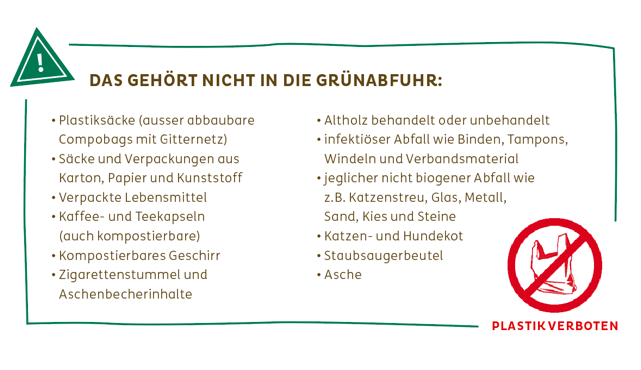 !
DAS GEHÖRT NICHT IN DIE GRÜNABFUHR:
• Plastiksäcke (ausser abbaubare
Compobags mit Gitternetz)
• Säcke und Verpackungen aus
Karton, Papier und Kunststoff
• Verpackte Lebensmittel
• Kaffee- und Teekapseln
(auch kompostierbare)
• Kompostierbares Geschirr
• Zigarettenstummel und
Aschenbecherinhalte
• Altholz behandelt oder unbehandelt
• infektiöser Abfall wie Binden, Tampons,
Windeln und Verbandsmaterial
• jeglicher nicht biogener Abfall wie
z.B. Katzenstreu, Glas, Metall,
Sand, Kies und Steine
• Katzen- und Hundekot
• Staubsaugerbeutel
• Asche
PLASTIK VERBOTEN